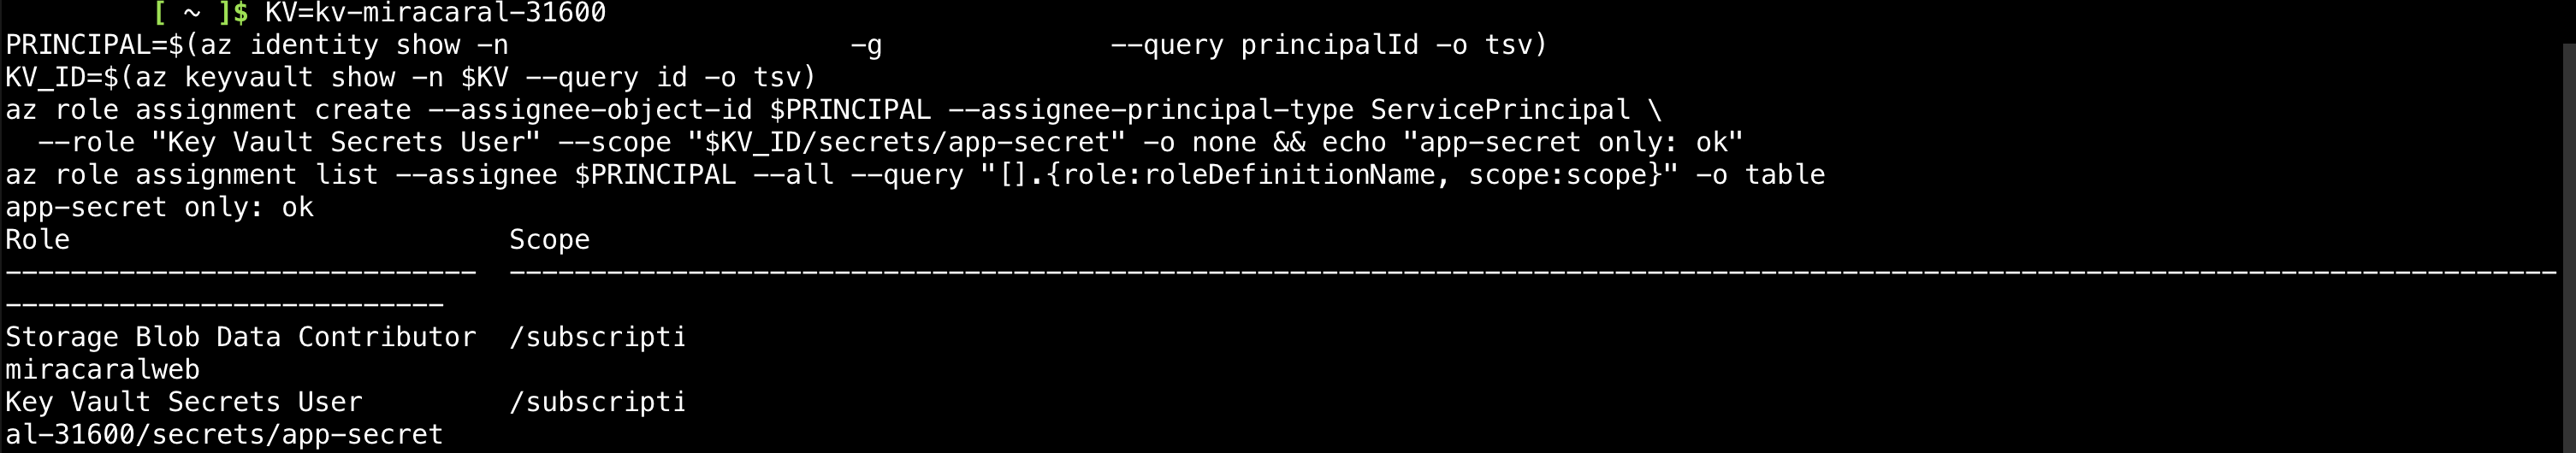 [ ~ ]$ KV=kv-miracaral-31600
PRINCIPAL=$(az identity show -n -g --query principalId -o tsv)
KV_ID=$(az keyvault show -n $KV --query id -o tsv)
az role assignment create --assignee-object-id $PRINCIPAL --assignee-principal-type ServicePrincipal \
--role "Key Vault Secrets User" --scope "$KV_ID/secrets/app-secret" -o none && echo "app-secret only: ok"
az role assignment list --assignee $PRINCIPAL --all --query "[].{role:roleDefinitionName, scope:scope}" -o table
app-secret only: ok
Role Scope
--------------------------- ------------------------------------------------------------------------------------------------------------------------------
---------------------------
Storage Blob Data Contributor /subscripti
miracaralweb
Key Vault Secrets User /subscripti
al-31600/secrets/app-secret